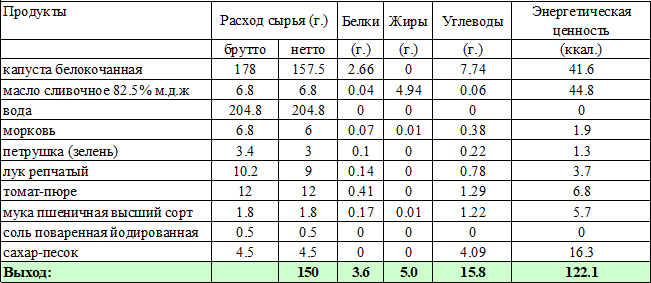 Продукты Расход сырья (г.) Белки Жиры Углеводы Энергетическая ценность
брутто нетто (г.) (г.) (г.) (ккал.)
капуста белокочанная 178 157.5 2.66 0 7.74 41.6
масло сливочное 82.5% м.д.ж 6.8 6.8 0.04 4.94 0.06 44.8
вода 204.8 204.8 0 0 0 0
морковь 6.8 6 0.07 0.01 0.38 1.9
петрушка (зелень) 3.4 3 0.1 0 0.22 1.3
лук репчатый 10.2 9 0.14 0 0.78 3.7
томат-пюре 12 12 0.41 0 1.29 6.8
мука пшеничная высший сорт 1.8 1.8 0.17 0.01 1.22 5.7
соль поваренная йодированная 0.5 0.5 0 0 0 0
сахар-песок 4.5 4.5 0 0 4.09 16.3
Выход: 150 3.6 5.0 15.8 122.1